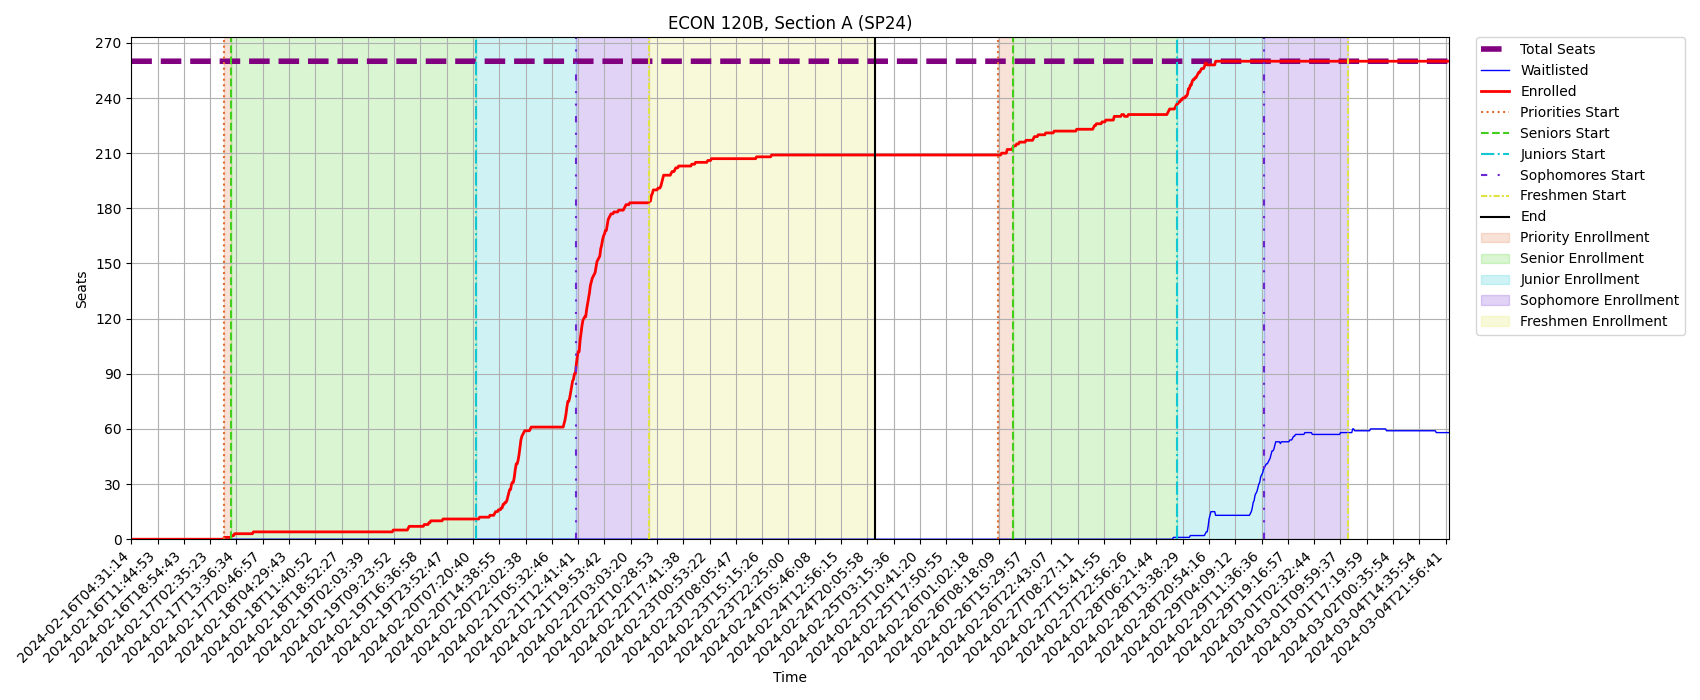 ECON 120B, Section A (SP24)
270
240
210
180
150
120
90
60
30
0
Seats
2024-02-16T04:31:14
2024-02-16T11:44:53
2024-02-16T18:54:43
2024-02-17T02:35:23
2024-02-17T13:36:34
2024-02-17T20:46:57
2024-02-18T04:29:43
2024-02-18T11:40:52
2024-02-18T18:52:27
2024-02-19T02:03:39
2024-02-19T09:23:52
2024-02-19T16:36:58
2024-02-19T23:52:47
2024-02-20T07:20:40
2024-02-20T14:38:55
2024-02-20T22:02:38
2024-02-21T05:32:46
2024-02-21T12:41:41
2024-02-21T19:53:42
2024-02-22T03:03:20
2024-02-22T10:28:53
2024-02-22T17:41:38
2024-02-23T00:53:22
2024-02-23T08:05:47
2024-02-23T15:15:26
2024-02-23T22:25:00
2024-02-24T05:46:08
2024-02-24T12:56:15
2024-02-24T20:05:58
2024-02-25T03:15:36
2024-02-25T10:41:20
2024-02-25T17:50:55
2024-02-26T01:02:18
2024-02-26T08:18:09
2024-02-26T15:29:57
2024-02-26T22:43:07
2024-02-27T08:27:11
2024-02-27T15:41:55
2024-02-27T22:56:26
2024-02-28T06:21:44
2024-02-28T13:38:29
2024-02-28T20:54:16
2024-02-29T04:09:12
2024-02-29T11:36:36
2024-02-29T19:16:57
2024-03-01T02:32:44
2024-03-01T09:59:37
2024-03-01T17:19:59
2024-03-02T00:35:54
2024-03-04T14:35:54
2024-03-04T21:56:41
Time
Total Seats
Waitlisted
Enrolled
Priorities Start
Seniors Start
Juniors Start
Sophomores Start
Freshmen Start
End
Priority Enrollment
Senior Enrollment
Junior Enrollment
Sophomore Enrollment
Freshmen Enrollment